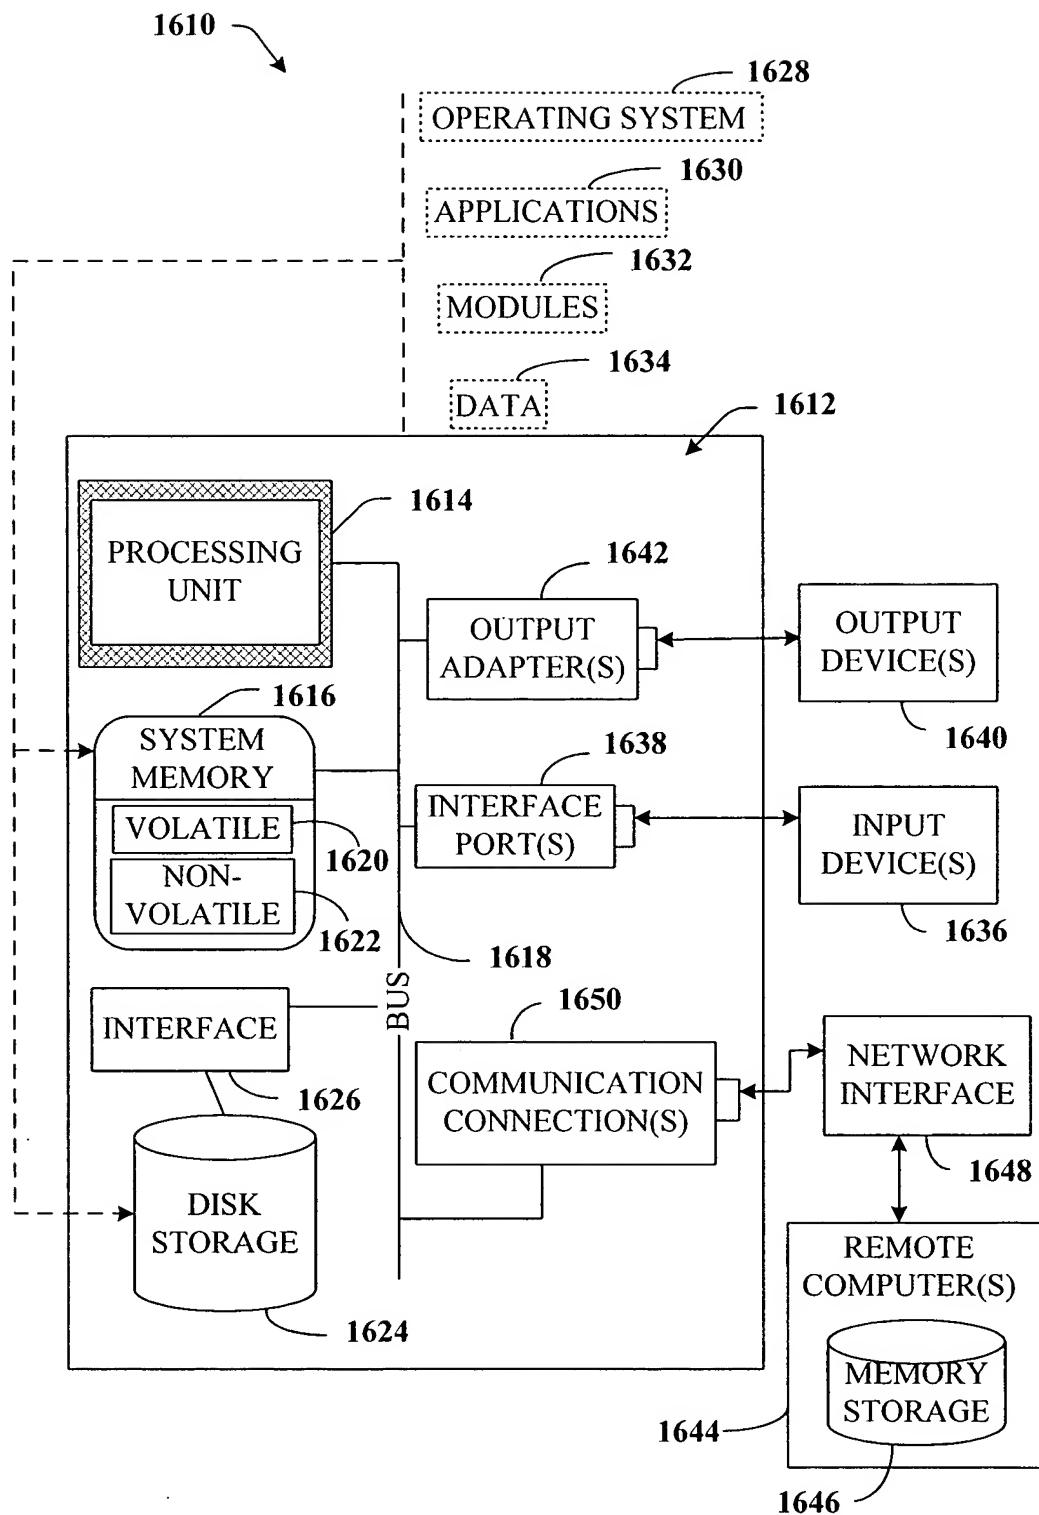 1610
1628
OPERATING SYSTEM
1630
APPLICATIONS
1632
MODULES
1634
DATA
1612
1614
PROCESSING
UNIT
1642
OUTPUT
ADAPTER(S)
OUTPUT
DEVICE(S)
1640
1616
SYSTEM
MEMORY
VOLATILE
1620
NON-
VOLATILE
1622
1638
INTERFACE
PORT(S)
INPUT
DEVICE(S)
1636
1618
BUS
INTERFACE
1626
1650
COMMUNICATION
CONNECTION(S)
NETWORK
INTERFACE
1648
DISK
STORAGE
1624
REMOTE
COMPUTER(S)
MEMORY
STORAGE
1644
1646